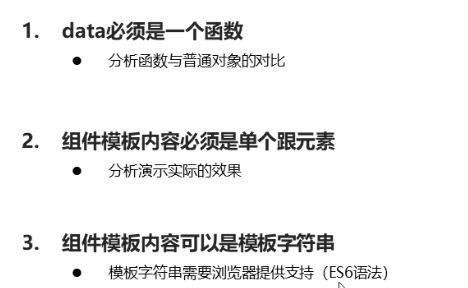 1. data必须是一个函数
● 分析函数与普通对象的对比
2. 组件模板内容必须是单个跟元素
● 分析演示实际的效果
3. 组件模板内容可以是模板字符串
● 模板字符串需要浏览器提供支持（ES6语法）